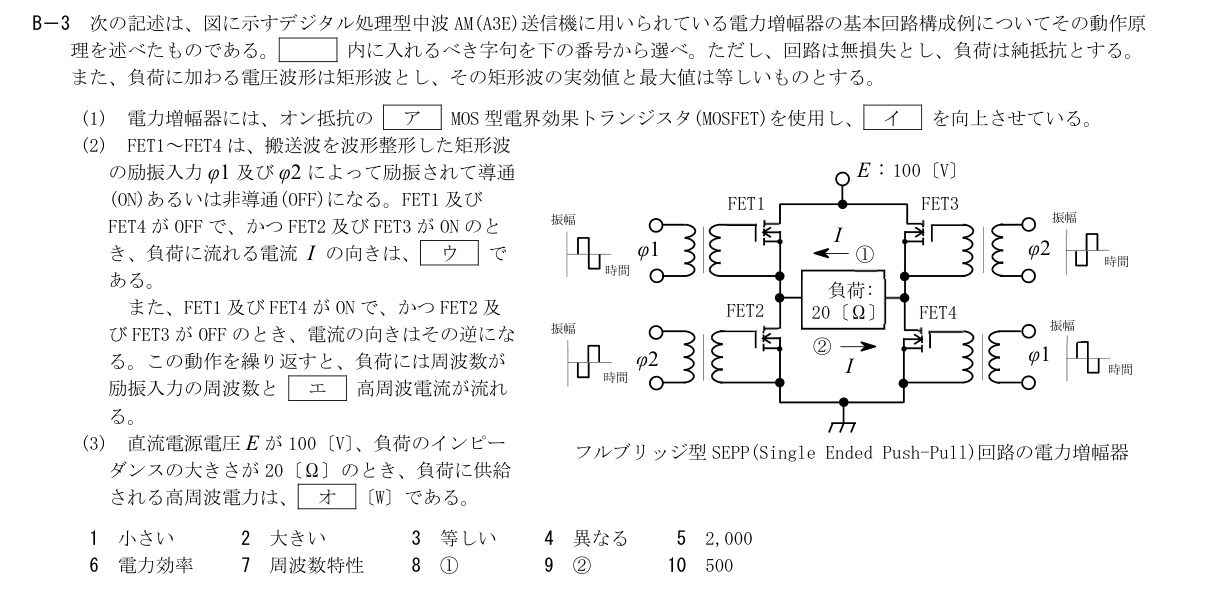 B－3 次の記述は、図に示すデジタル処理型中波 AM(A3E)送信機に用いられている電力増幅器の基本回路構成例についてその動作原
理を述べたものである。 内に入れるべき字句を下の番号から選べ。ただし、回路は無損失とし、負荷は純抵抗とする。
また、負荷に加わる電圧波形は矩形波とし、その矩形波の実効値と最大値は等しいものとする。
(1) 電力増幅器には、オン抵抗の ア MOS 型電界効果トランジスタ(MOSFET)を使用し、 イ を向上させている。
(2) FET1～FET4 は、搬送波を波形整形した矩形波
の励振入力 φ1 及び φ2 によって励振されて導通
(ON)あるいは非導通(OFF)になる。FET1 及び
FET4 が OFF で、かつ FET2 及び FET3 が ON のと
き、負荷に流れる電流 I の向きは、 ウ で
ある。
また、FET1 及び FET4 が ON で、かつ FET2 及
び FET3 が OFF のとき、電流の向きはその逆にな
る。この動作を繰り返すと、負荷には周波数が
励振入力の周波数と エ 高周波電流が流れ
る。
(3) 直流電源電圧 E が 100〔V〕、負荷のインピー
ダンスの大きさが 20〔Ω〕のとき、負荷に供給
される高周波電力は、 オ 〔W〕である。
E：100〔V〕
FET1 FET3
振幅 φ1 時間
I ①
φ2 振幅 時間
負荷：
20〔Ω〕
FET2 FET4
振幅 φ2 時間
② I
φ1 振幅 時間
フルブリッジ型 SEPP(Single Ended Push-Pull)回路の電力増幅器
1 小さい 2 大きい 3 等しい 4 異なる 5 2,000
6 電力効率 7 周波数特性 8 ① 9 ② 10 500